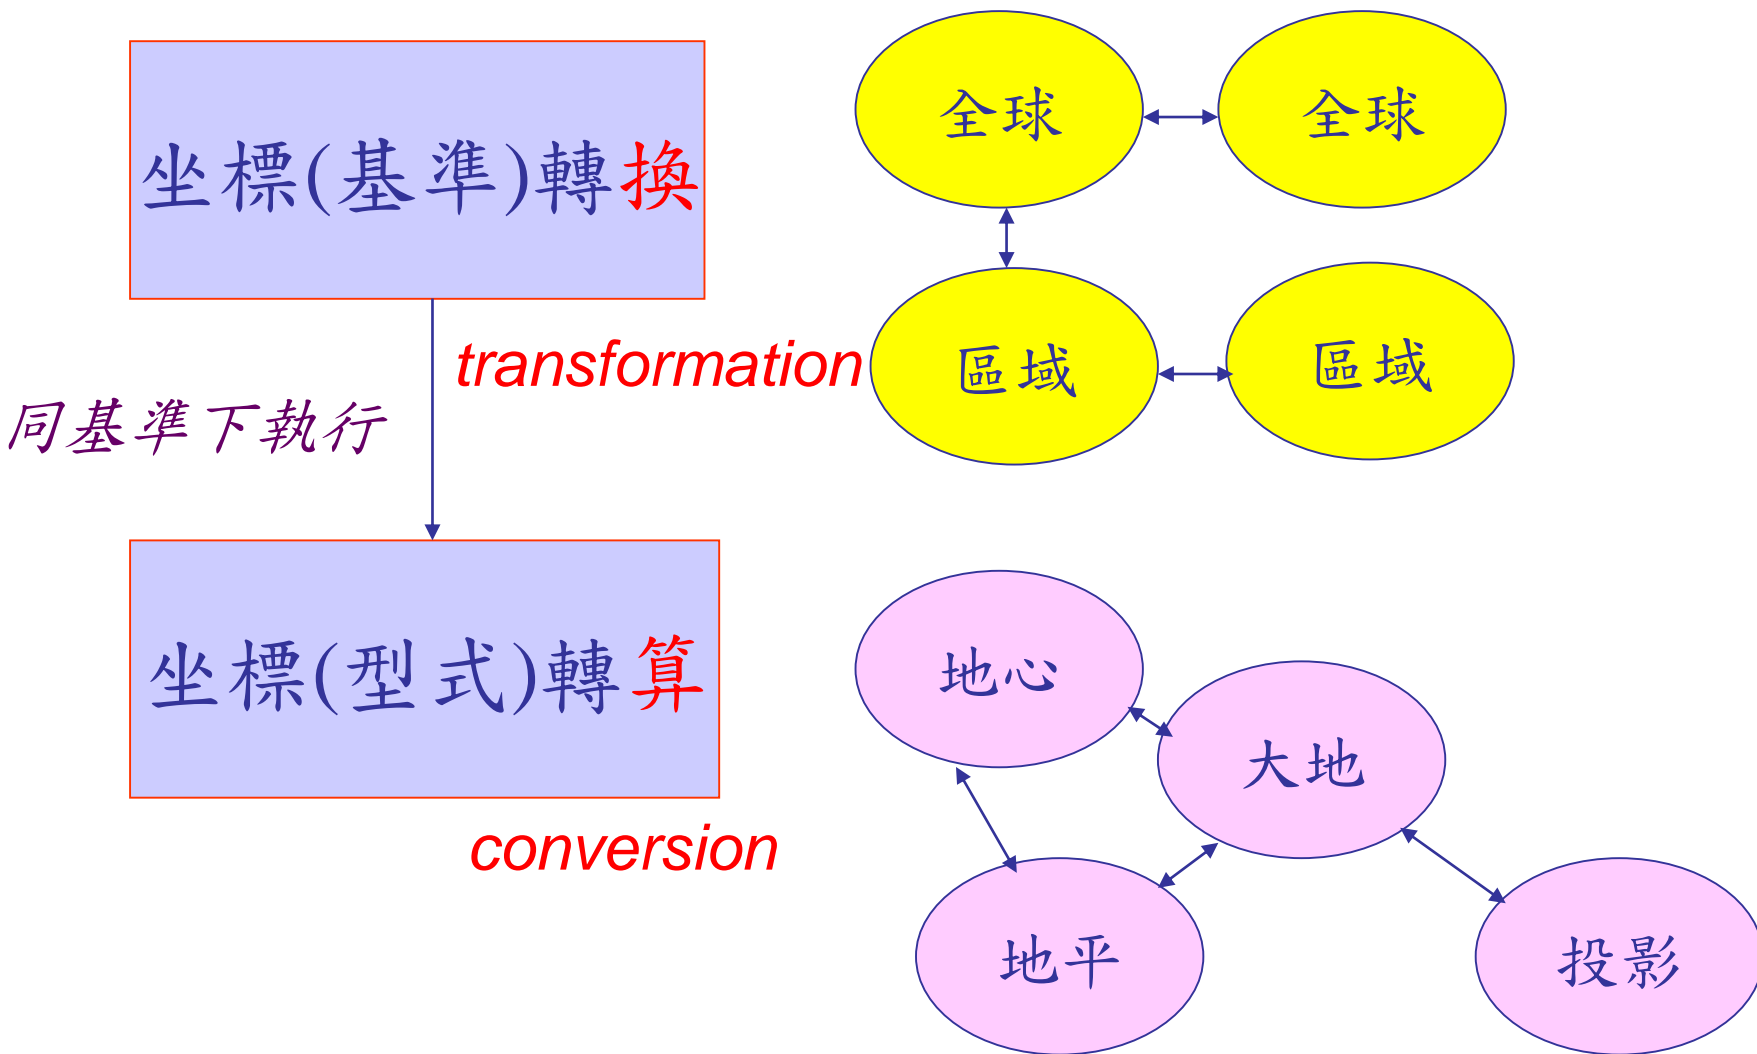 坐標(基準)轉換
全球
全球
transformation
區域
區域
同基準下執行
坐標(型式)轉算
地心
大地
conversion
地平
投影